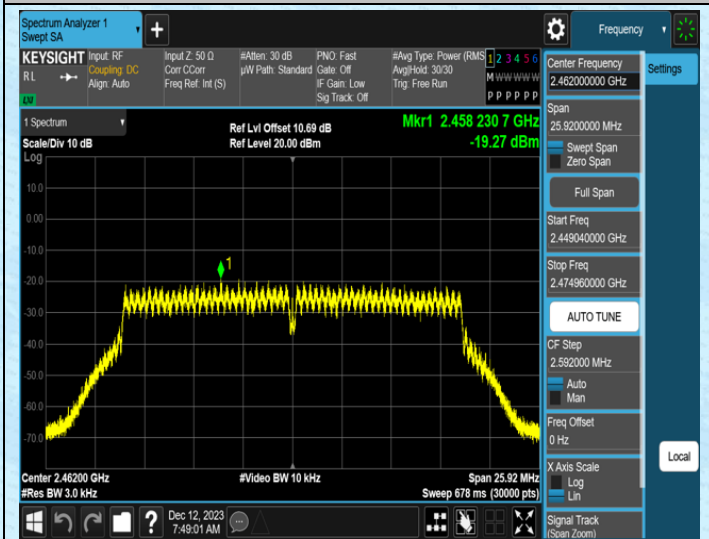 Spectrum Analyzer 1
Swept SA
Frequency
KEYSIGHT
Input: RF
Input Z: 50 Ω
#Atten: 30 dB
PNO: Fast
#Avg Type: Power (RMS
1 2 3 4 5 6
RL
Coupling: DC
Corr CCorr
µW Path: Standard
Gate: Off
Avg|Hold: 30/30
M W W W W W
Align: Auto
Freq Ref: Int (S)
IF Gain: Low
Trig: Free Run
Sig Track: Off
P P P P P P
LXI
1 Spectrum
Scale/Div 10 dB
Ref Lvl Offset 10.69 dB
Ref Level 20.00 dBm
Mkr1 2.458 230 7 GHz
-19.27 dBm
Log
10.0
0.00
-10.0
-20.0
-30.0
-40.0
-50.0
-60.0
-70.0
1
Center 2.46200 GHz
#Video BW 10 kHz
Span 25.92 MHz
#Res BW 3.0 kHz
Sweep 678 ms (30000 pts)
Dec 12, 2023
7:49:01 AM
Center Frequency
2.462000000 GHz
Settings
Span
25.9200000 MHz
Swept Span
Zero Span
Full Span
Start Freq
2.449040000 GHz
Stop Freq
2.474960000 GHz
AUTO TUNE
CF Step
2.592000 MHz
Auto
Man
Freq Offset
0 Hz
X Axis Scale
Log
Lin
Signal Track
(Span Zoom)
Local